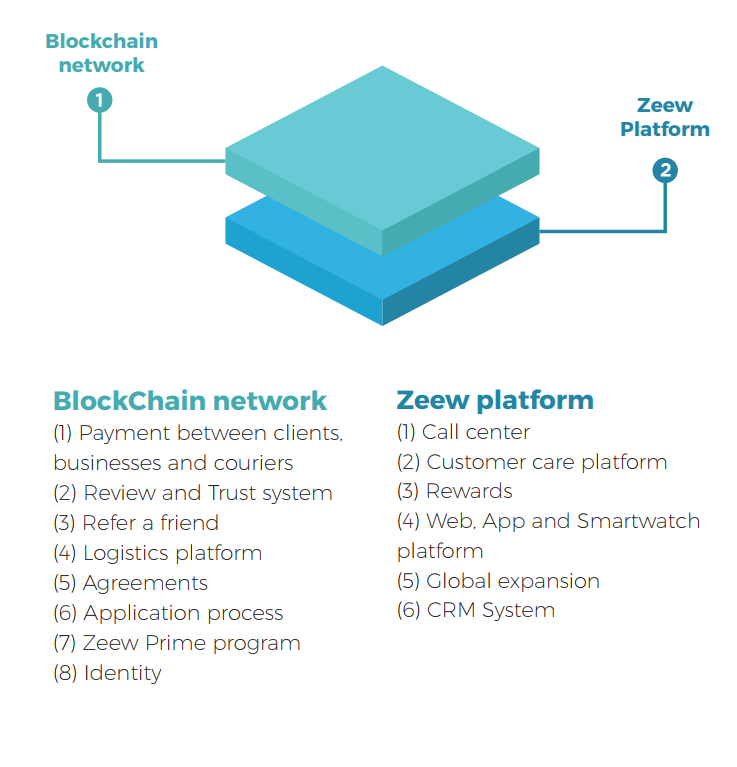 Blockchain
network
1
Zeew
Platform
2
BlockChain network
(1) Payment between clients,
businesses and couriers
(2) Review and Trust system
(3) Refer a friend
(4) Logistics platform
(5) Agreements
(6) Application process
(7) Zeew Prime program
(8) Identity
Zeew platform
(1) Call center
(2) Customer care platform
(3) Rewards
(4) Web, App and Smartwatch
platform
(5) Global expansion
(6) CRM System